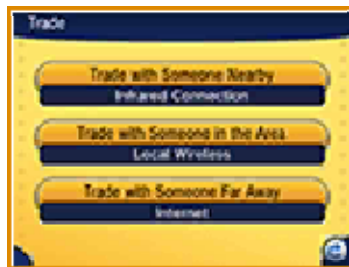 Trade
Trade with Someone Nearby
Infrared Connection
Trade with Someone in the Area
Local Wireless
Trade with Someone Far Away
Internet